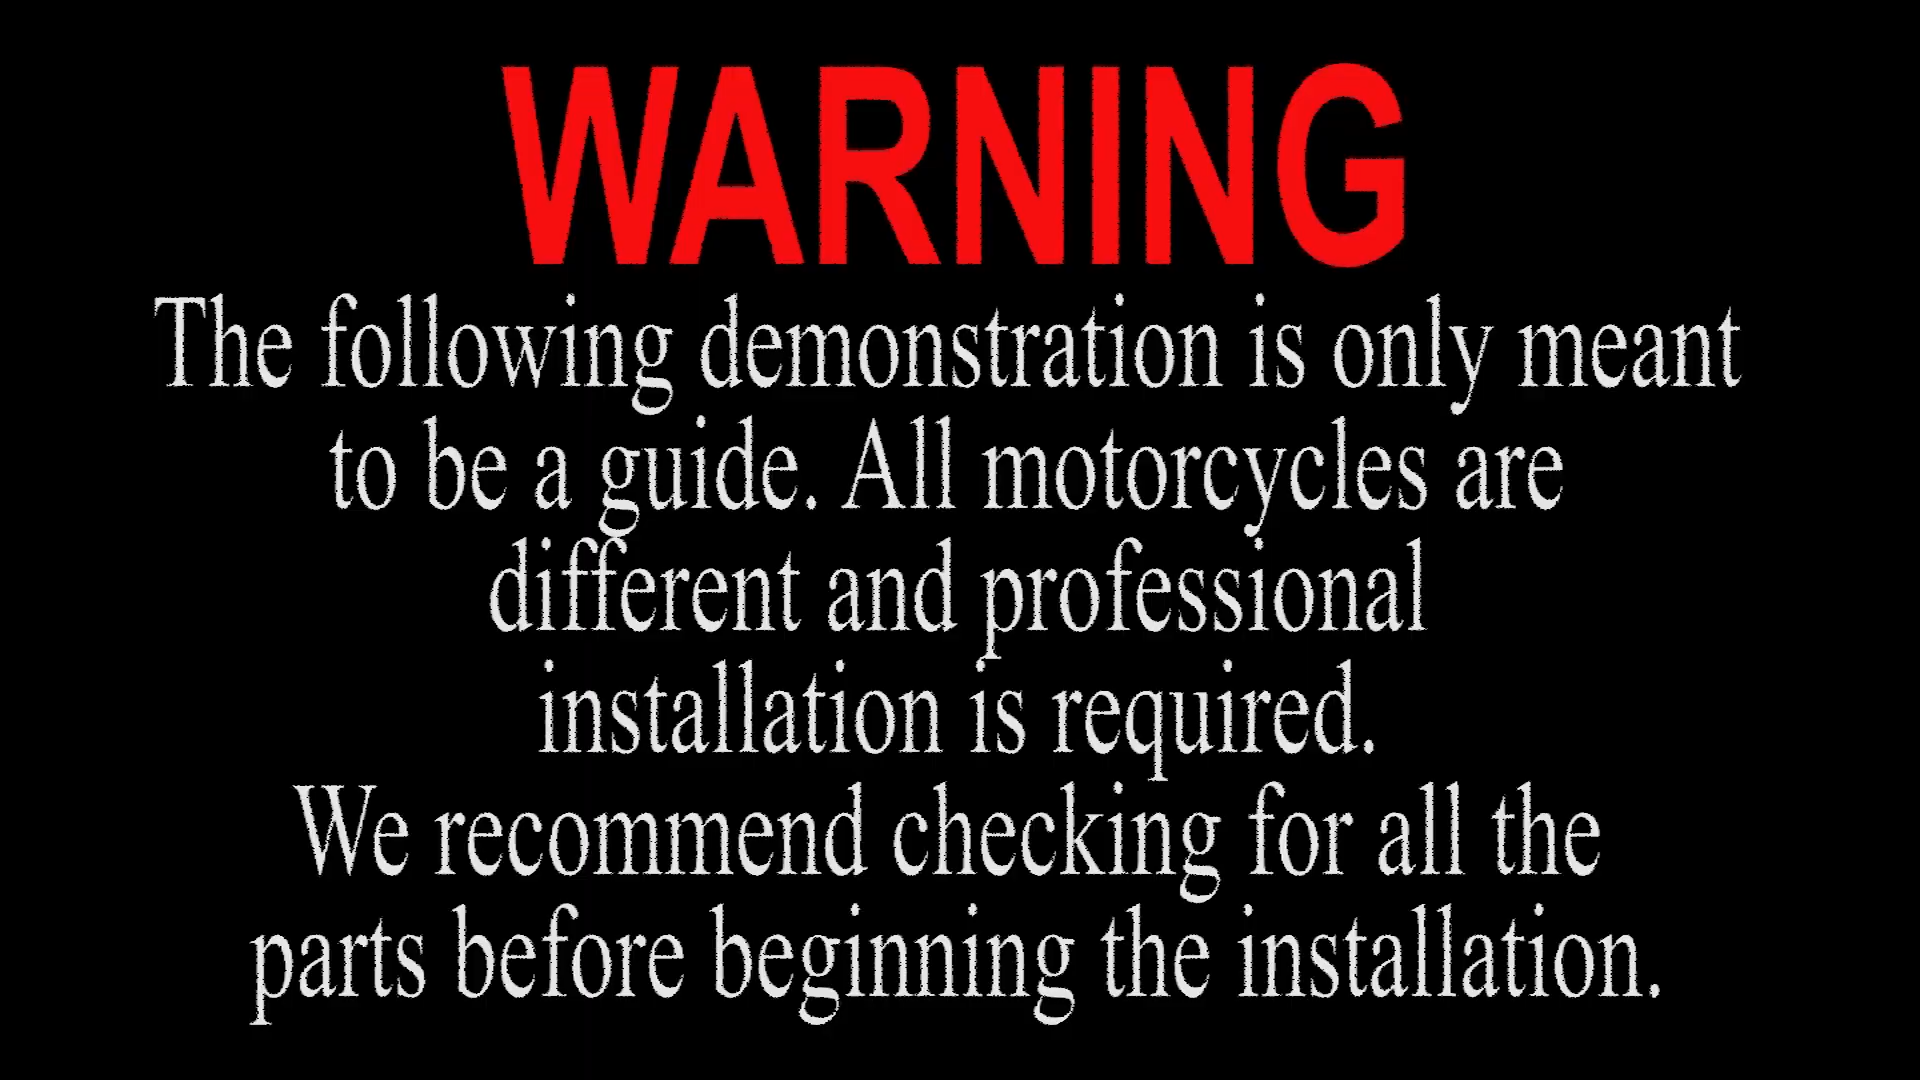 WARNING
The following demonstration is only meant
to be a guide. All motorcycles are
different and professional
installation is required.
We recommend checking for all the
parts before beginning the installation.